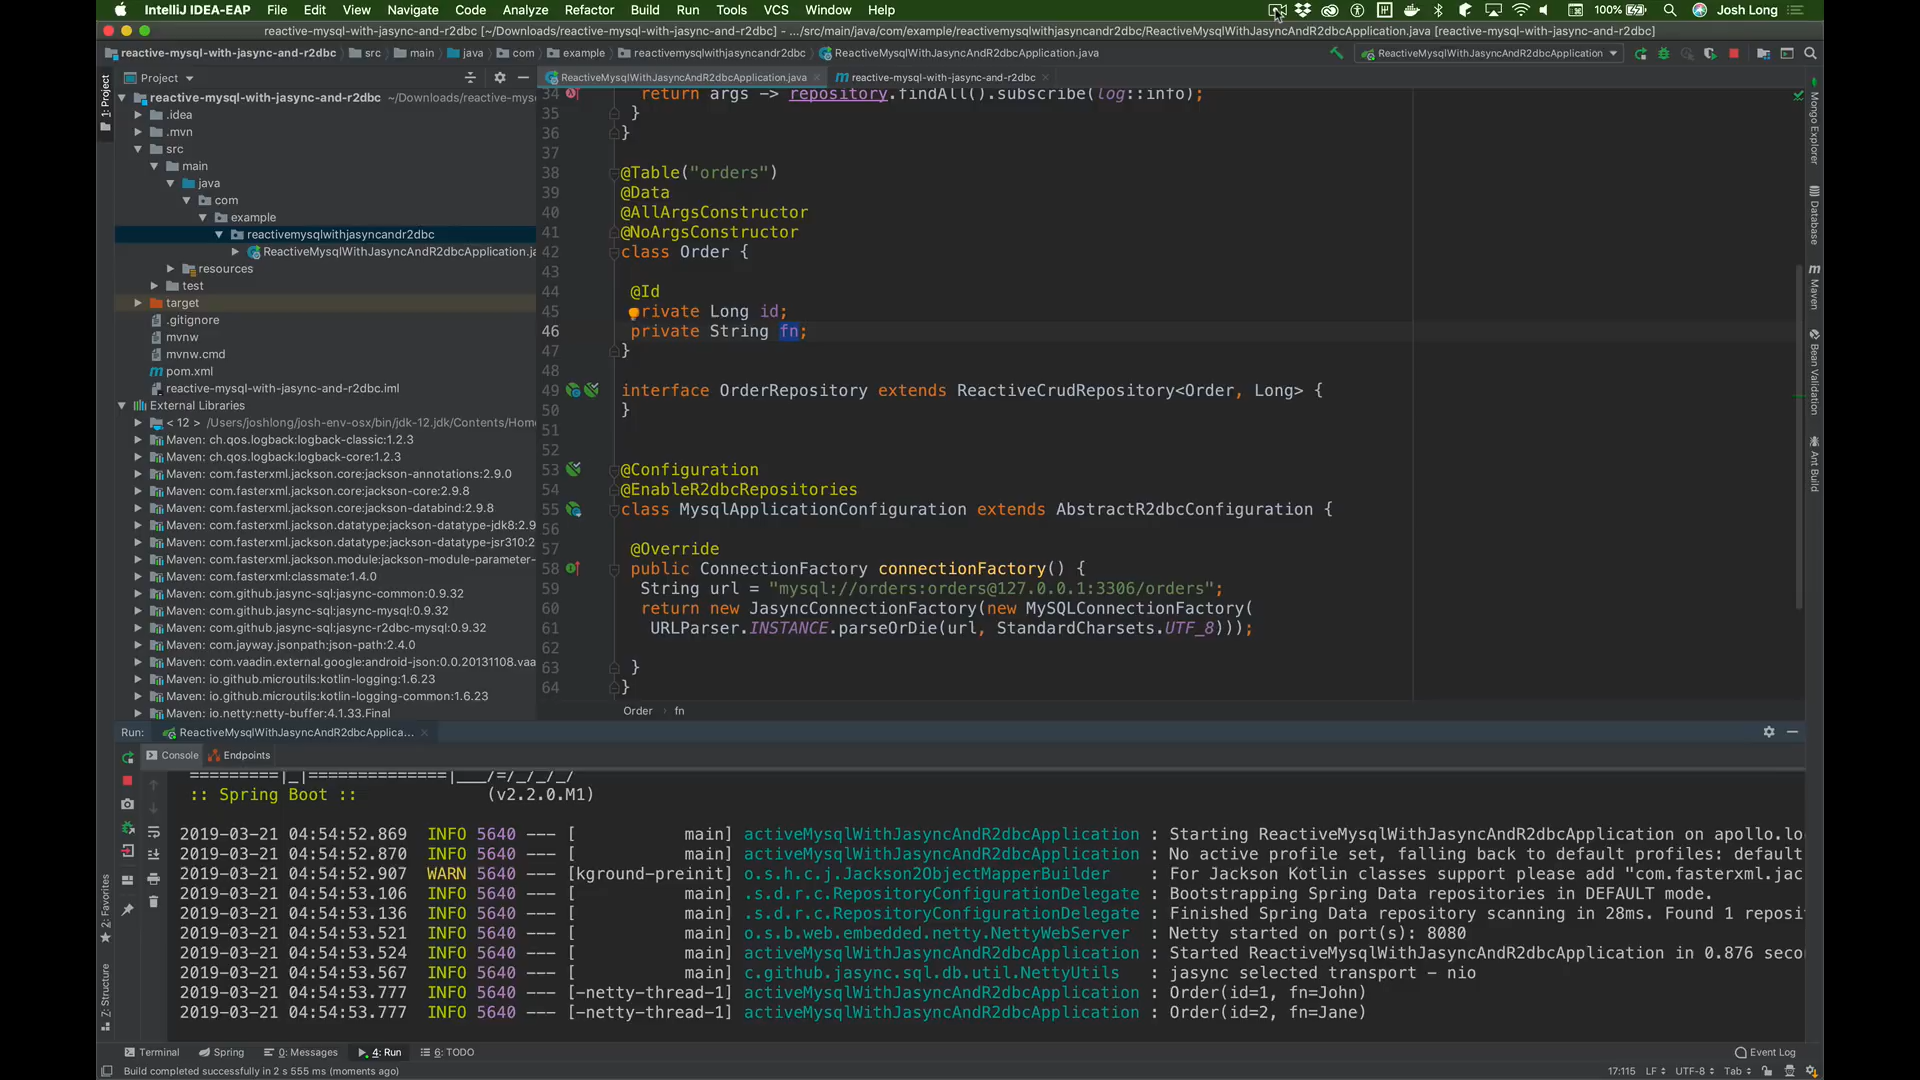 IntelliJ IDEA-EAP File Edit View Navigate Code Analyze Refactor Build Run Tools VCS Window Help 100% Josh Long
reactive-mysql-with-jasync-and-r2dbc [~/Downloads/reactive-mysql-with-jasync-and-r2dbc] - .../src/main/java/com/example/reactivemysqlwithjasyncandr2dbc/ReactiveMysqlWithJasyncAndR2dbcApplication.java [reactive-mysql-with-jasync-and-r2dbc]
reactive-mysql-with-jasync-and-r2dbc src main java com example reactivemysqlwithjasyncandr2dbc ReactiveMysqlWithJasyncAndR2dbcApplication ReactiveMysqlWithJasyncAndR2dbcApplication
Project
ReactiveMysqlWithJasyncAndR2dbcApplication.java
reactive-mysql-with-jasync-and-r2dbc
1: Project
reactive-mysql-with-jasync-and-r2dbc ~/Downloads/reactive-mys
.idea
.mvn
src
main
java
com
example
reactivemysqlwithjasyncandr2dbc
ReactiveMysqlWithJasyncAndR2dbcApplication.ja
resources
test
target
.gitignore
mvnw
mvnw.cmd
pom.xml
reactive-mysql-with-jasync-and-r2dbc.iml
External Libraries
< 12 > /Users/joshlong/josh-env-osx/bin/jdk-12.jdk/Contents/Hom
Maven: ch.qos.logback:logback-classic:1.2.3
Maven: ch.qos.logback:logback-core:1.2.3
Maven: com.fasterxml.jackson.core:jackson-annotations:2.9.0
Maven: com.fasterxml.jackson.core:jackson-core:2.9.8
Maven: com.fasterxml.jackson.core:jackson-databind:2.9.8
Maven: com.fasterxml.jackson.datatype:jackson-datatype-jdk8:2.9
Maven: com.fasterxml.jackson.datatype:jackson-datatype-jsr310:2
Maven: com.fasterxml.jackson.module:jackson-module-parameter-
Maven: com.fasterxml:classmate:1.4.0
Maven: com.github.jasync-sql:jasync-common:0.9.32
Maven: com.github.jasync-sql:jasync-mysql:0.9.32
Maven: com.github.jasync-sql:jasync-r2dbc-mysql:0.9.32
Maven: com.jayway.jsonpath:json-path:2.4.0
Maven: com.vaadin.external.google:android-json:0.0.20131108.vaa
Maven: io.github.microutils:kotlin-logging:1.6.23
Maven: io.github.microutils:kotlin-logging-common:1.6.23
Maven: io.netty:netty-buffer:4.1.33.Final
34 return args -> repository.findAll().subscribe(log::info);
35 }
36 }
37
38 @Table("orders")
39 @Data
40 @AllArgsConstructor
41 @NoArgsConstructor
42 class Order {
43
44 @Id
45 rivate Long id;
46 private String fn;
47 }
48
49 interface OrderRepository extends ReactiveCrudRepository<Order, Long> {
50 }
51
52
53 @Configuration
54 @EnableR2dbcRepositories
55 class MysqlApplicationConfiguration extends AbstractR2dbcConfiguration {
56
57 @Override
58 public ConnectionFactory connectionFactory() {
59 String url = "mysql://orders:orders@127.0.0.1:3306/orders";
60 return new JasyncConnectionFactory(new MySQLConnectionFactory(
61 URLParser.INSTANCE.parseOrDie(url, StandardCharsets.UTF_8)));
62
63 }
64 }
Order fn
Mongo Explorer
Database
Maven
Bean Validation
Ant Build
Run: ReactiveMysqlWithJasyncAndR2dbcApplica...
Console Endpoints
=========|_|==============|___/=/_/_/_/
:: Spring Boot :: (v2.2.0.M1)
2019-03-21 04:54:52.869 INFO 5640 --- [ main] activeMysqlWithJasyncAndR2dbcApplication : Starting ReactiveMysqlWithJasyncAndR2dbcApplication on apollo.lo
2019-03-21 04:54:52.870 INFO 5640 --- [ main] activeMysqlWithJasyncAndR2dbcApplication : No active profile set, falling back to default profiles: default
2019-03-21 04:54:52.907 WARN 5640 --- [kground-preinit] o.s.h.c.j.Jackson2ObjectMapperBuilder : For Jackson Kotlin classes support please add "com.fasterxml.jac
2019-03-21 04:54:53.106 INFO 5640 --- [ main] .s.d.r.c.RepositoryConfigurationDelegate : Bootstrapping Spring Data repositories in DEFAULT mode.
2019-03-21 04:54:53.136 INFO 5640 --- [ main] .s.d.r.c.RepositoryConfigurationDelegate : Finished Spring Data repository scanning in 28ms. Found 1 reposi
2019-03-21 04:54:53.521 INFO 5640 --- [ main] o.s.b.web.embedded.netty.NettyWebServer : Netty started on port(s): 8080
2019-03-21 04:54:53.524 INFO 5640 --- [ main] activeMysqlWithJasyncAndR2dbcApplication : Started ReactiveMysqlWithJasyncAndR2dbcApplication in 0.876 seco
2019-03-21 04:54:53.567 INFO 5640 --- [ main] c.github.jasync.sql.db.util.NettyUtils : jasync selected transport - nio
2019-03-21 04:54:53.777 INFO 5640 --- [-netty-thread-1] activeMysqlWithJasyncAndR2dbcApplication : Order(id=1, fn=John)
2019-03-21 04:54:53.777 INFO 5640 --- [-netty-thread-1] activeMysqlWithJasyncAndR2dbcApplication : Order(id=2, fn=Jane)
2: Favorites
7: Structure
Terminal Spring 0: Messages 4: Run 6: TODO Event Log
Build completed successfully in 2 s 555 ms (moments ago) 17:115 LF UTF-8 Tab